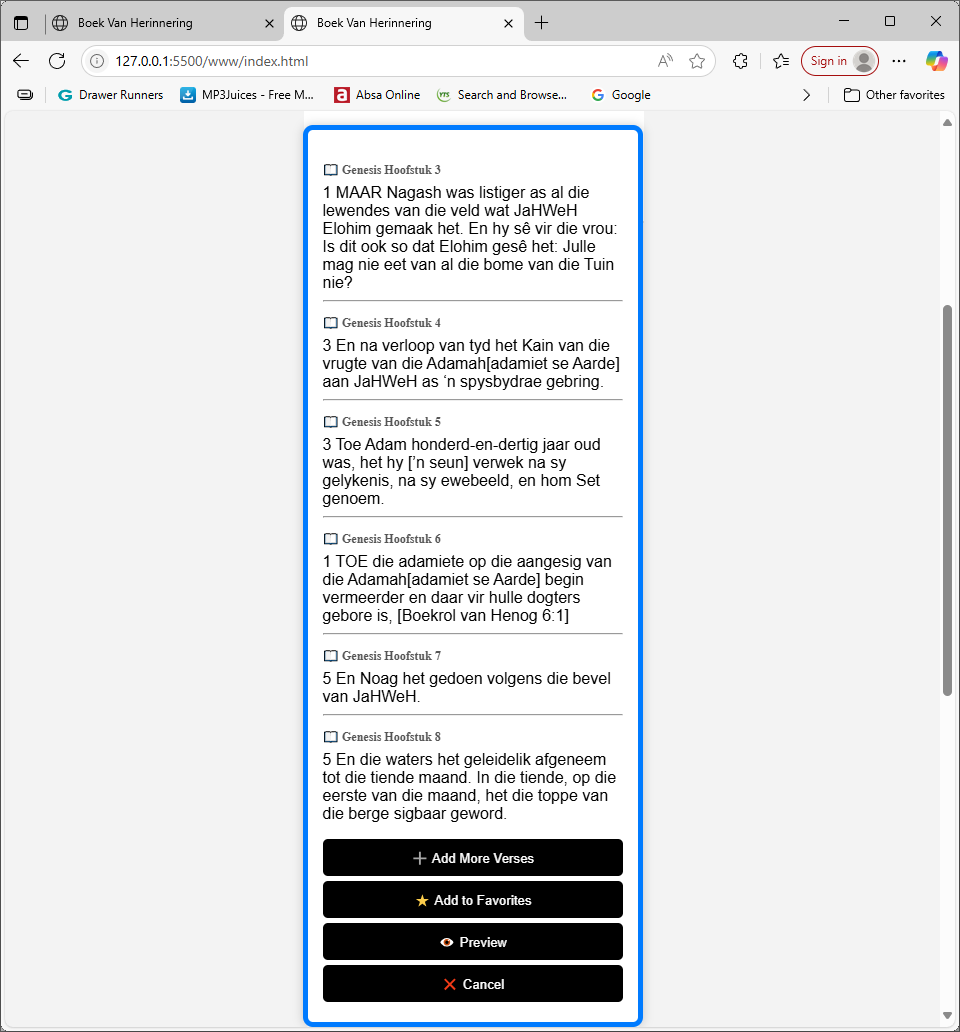 Boek Van Herinnering
Boek Van Herinnering
127.0.0.1:5500/www/index.html
Sign in
Drawer Runners
MP3Juices - Free M...
Absa Online
Search and Browse...
Google
Other favorites
Genesis Hoofstuk 3
1 MAAR Nagash was listiger as al die
lewendes van die veld wat JaHWeH
Elohim gemaak het. En hy sê vir die vrou:
Is dit ook so dat Elohim gesê het: Julle
mag nie eet van al die bome van die Tuin
nie?
Genesis Hoofstuk 4
3 En na verloop van tyd het Kain van die
vrugte van die Adamah[adamiet se Aarde]
aan JaHWeH as ‘n spysbydrae gebring.
Genesis Hoofstuk 5
3 Toe Adam honderd-en-dertig jaar oud
was, het hy [’n seun] verwek na sy
gelykenis, na sy ewebeeld, en hom Set
genoem.
Genesis Hoofstuk 6
1 TOE die adamiete op die aangesig van
die Adamah[adamiet se Aarde] begin
vermeerder en daar vir hulle dogters
gebore is, [Boekrol van Henog 6:1]
Genesis Hoofstuk 7
5 En Noag het gedoen volgens die bevel
van JaHWeH.
Genesis Hoofstuk 8
5 En die waters het geleidelik afgeneem
tot die tiende maand. In die tiende, op die
eerste van die maand, het die toppe van
die berge sigbaar geword.
Add More Verses
Add to Favorites
Preview
Cancel